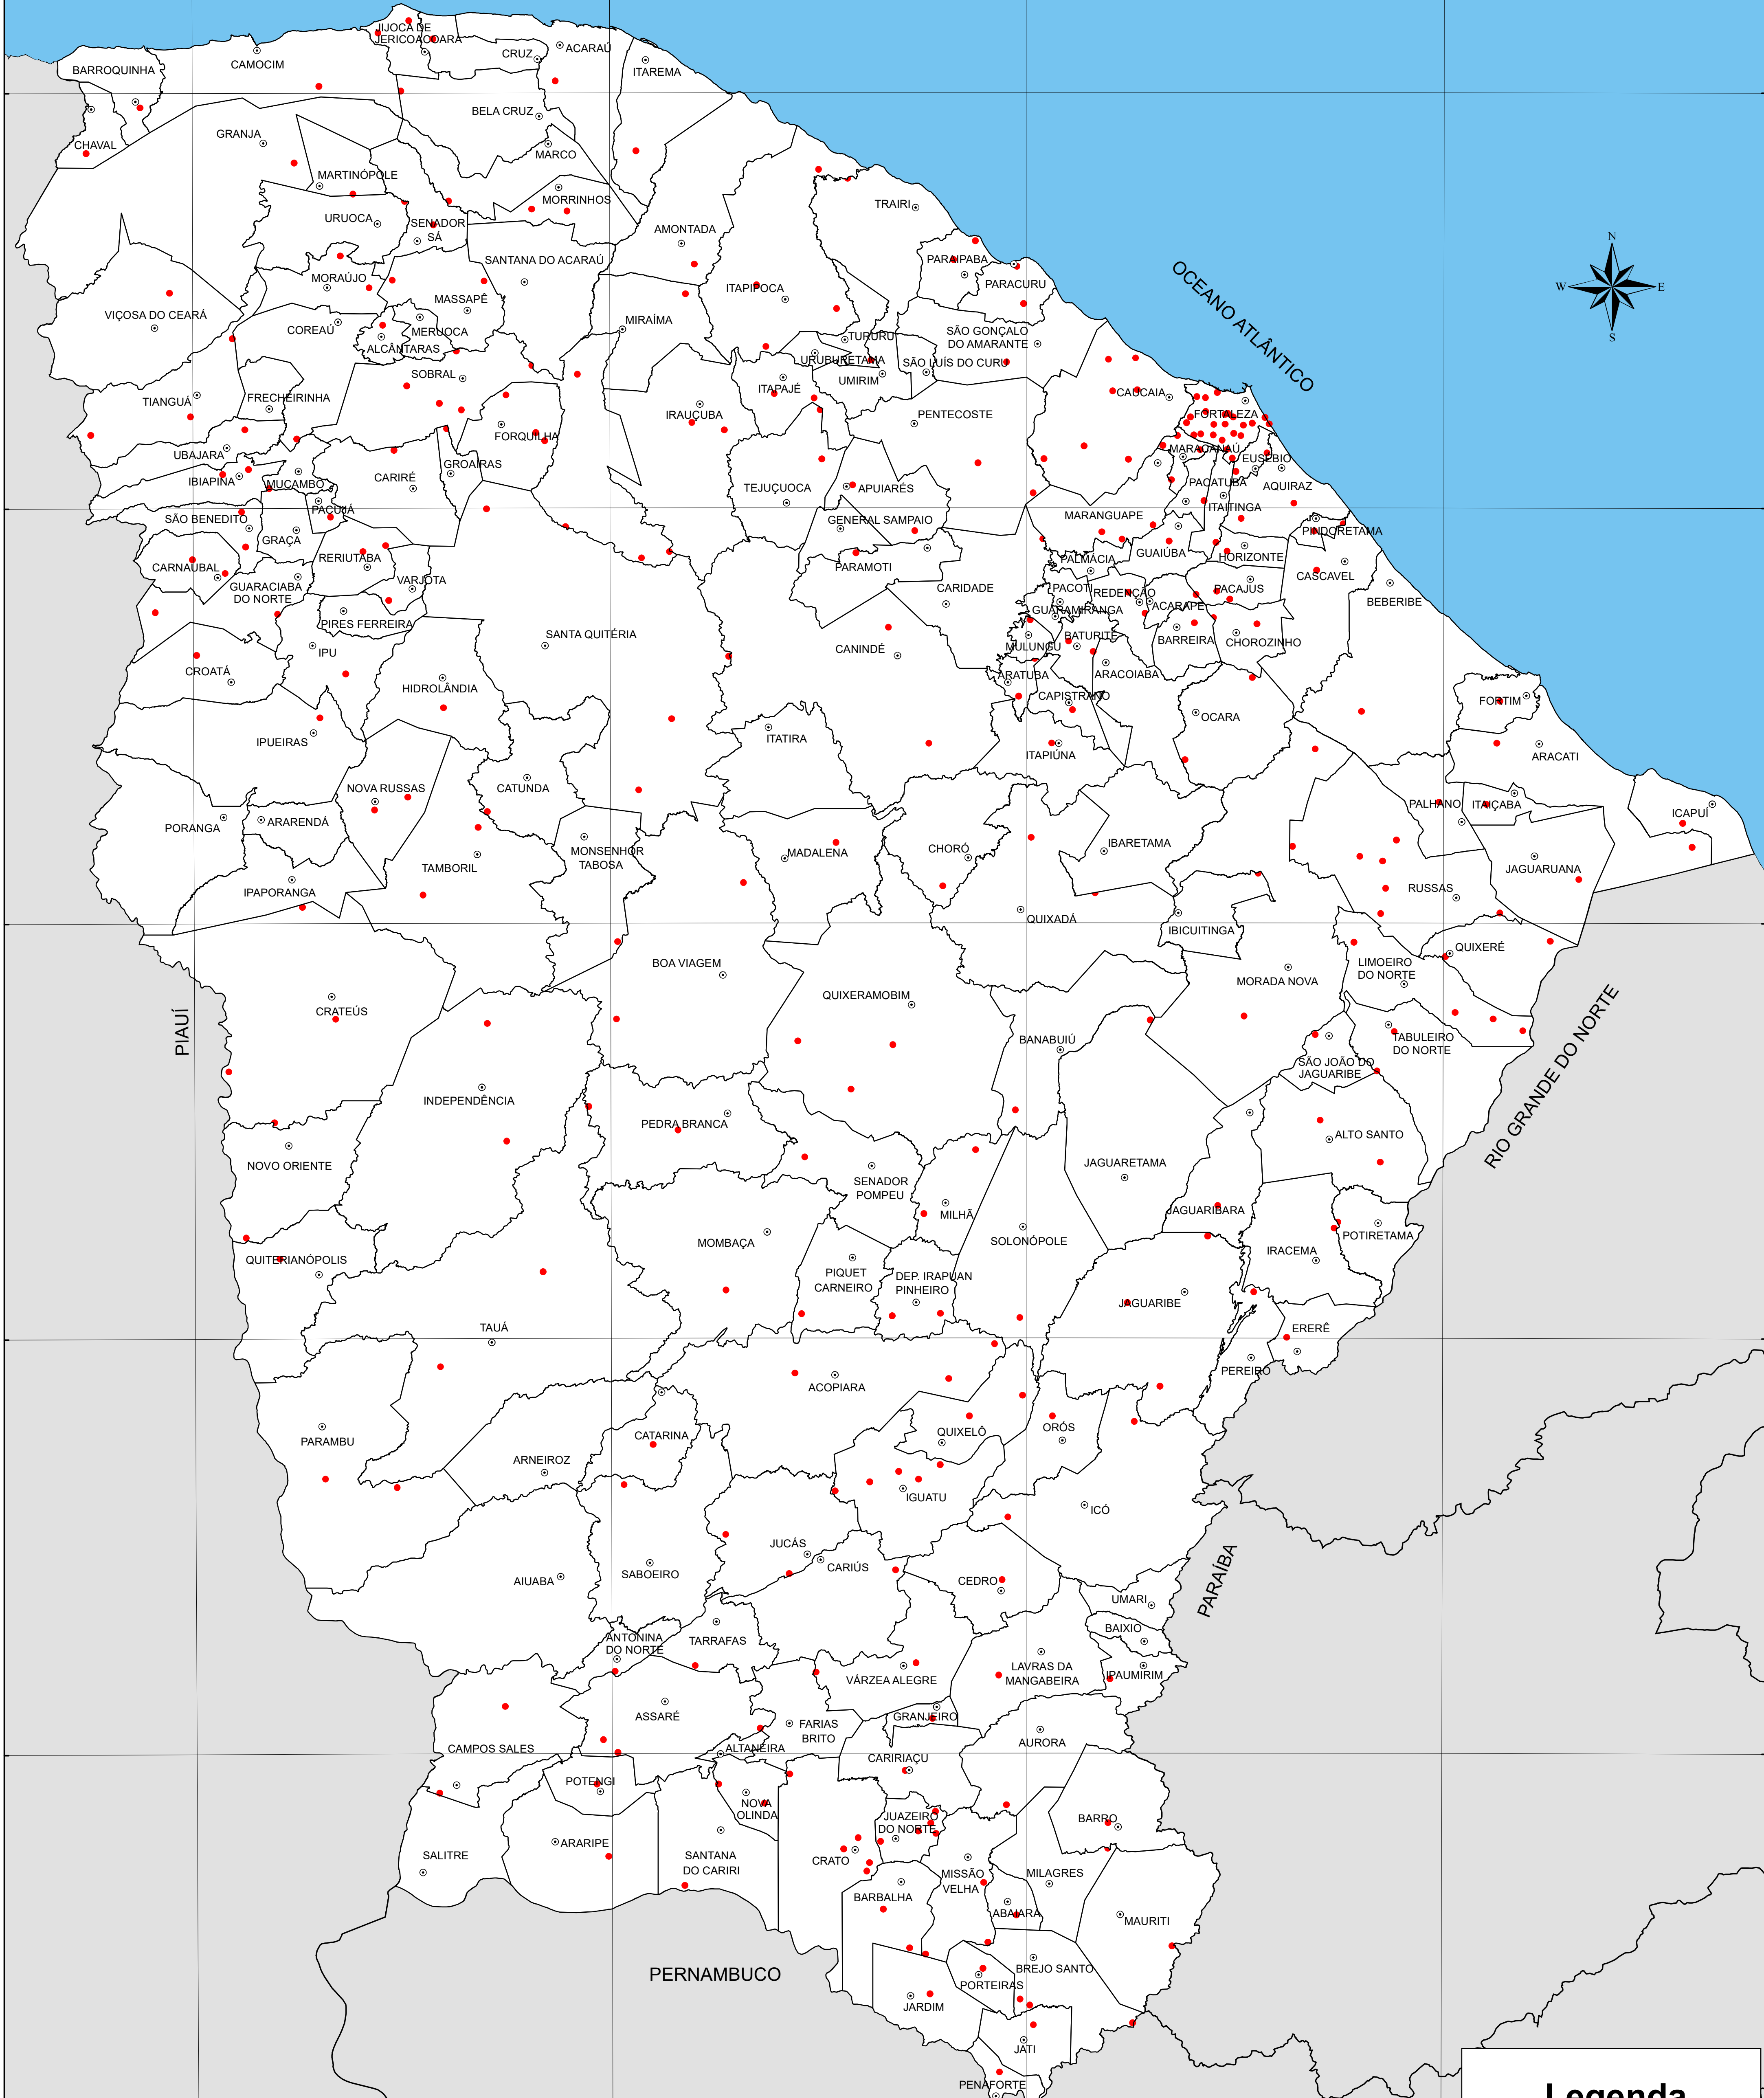 JIJOCA DE
JERICOACOARA
CRUZ
ACARAÚ
ITAREMA
BARROQUINHA
CAMOCIM
BELA CRUZ
CHAVAL
GRANJA
MARCO
MARTINÓPOLE
MORRINHOS
URUOCA
SENADOR
SÁ
AMONTADA
TRAIRI
N
W
E
S
OCEANO ATLÂNTICO
SANTANA DO ACARAÚ
MORAÚJO
MASSAPÊ
ITAPIPOCA
PARAIPABA
PARACURU
VIÇOSA DO CEARÁ
COREAÚ
MERUOCA
ALCÂNTARAS
MIRAÍMA
TURURU
SÃO GONÇALO
DO AMARANTE
URUBURETAMA
SÃO LUÍS DO CURU
SOBRAL
UMIRIM
ITAPAJÉ
CAUCAIA
TIANGUÁ
FRECHEIRINHA
IRAUÇUBA
PENTECOSTE
FORTALEZA
FORQUILHA
UBAJARA
MARACANAÚ
EUSÉBIO
GROAÍRAS
IBIAPINA
MUCAMBO
CARIRÉ
TEJUÇUOCA
APUIARÉS
PACATUBA
AQUIRAZ
PACUJÁ
ITAITINGA
SÃO BENEDITO
GENERAL SAMPAIO
MARANGUAPE
PINDORETAMA
GRAÇA
RERIUTABA
CARNAUBAL
GUARACIABA
DO NORTE
VARJOTA
PARAMOTI
PALMÁCIA
GUAIÚBA
HORIZONTE
CASCAVEL
CARIDADE
PACOTI
REDENÇÃO
PACAJUS
BEBERIBE
GUARAMIRANGA
ACARAPE
PIRES FERREIRA
SANTA QUITÉRIA
IPU
CANINDÉ
MULUNGU
BATURITÉ
BARREIRA
CHOROZINHO
CROATÁ
HIDROLÂNDIA
ARATUBA
ARACOIABA
CAPISTRANO
FORTIM
OCARA
IPUEIRAS
ITATIRA
ITAPIÚNA
ARACATI
NOVA RUSSAS
CATUNDA
PALHANO
ITAIÇABA
ICAPUÍ
PORANGA
ARARENDÁ
MONSENHOR
TABOSA
MADALENA
CHORÓ
IBARETAMA
TAMBORIL
JAGUARUANA
IPAPORANGA
RUSSAS
QUIXADÁ
IBICUITINGA
QUIXERÉ
BOA VIAGEM
LIMOEIRO
DO NORTE
MORADA NOVA
QUIXERAMOBIM
CRATEÚS
PIAUÍ
BANABUIÚ
TABULEIRO
DO NORTE
SÃO JOÃO DO
JAGUARIBE
RIO GRANDE DO NORTE
INDEPENDÊNCIA
PEDRA BRANCA
ALTO SANTO
NOVO ORIENTE
JAGUARETAMA
SENADOR
POMPEU
MILHÃ
JAGUARIBARA
POTIRETAMA
MOMBAÇA
SOLONÓPOLE
IRACEMA
QUITERIANÓPOLIS
PIQUET
CARNEIRO
DEP. IRAPUAN
PINHEIRO
JAGUARIBE
TAUÁ
ERERÊ
PEREIRO
ACOPIARA
PARAMBU
CATARINA
QUIXELÔ
ORÓS
ARNEIROZ
IGUATU
ICÓ
JUCÁS
CARIÚS
SABOEIRO
AIUABA
CEDRO
UMARI
PARAÍBA
BAIXIO
ANTONINA
DO NORTE
TARRAFAS
LAVRAS DA
MANGABEIRA
IPAUMIRIM
VÁRZEA ALEGRE
ASSARÉ
GRANJEIRO
FARIAS
BRITO
AURORA
CAMPOS SALES
ALTANEIRA
CARIRIAÇU
POTENGI
NOVA
OLINDA
JUAZEIRO
DO NORTE
BARRO
ARARIPE
SALITRE
SANTANA
DO CARIRI
CRATO
MISSÃO
VELHA
MILAGRES
BARBALHA
ABAIARA
MAURITI
PERNAMBUCO
BREJO SANTO
PORTEIRAS
JARDIM
JATI
PENAFORTE
Legenda